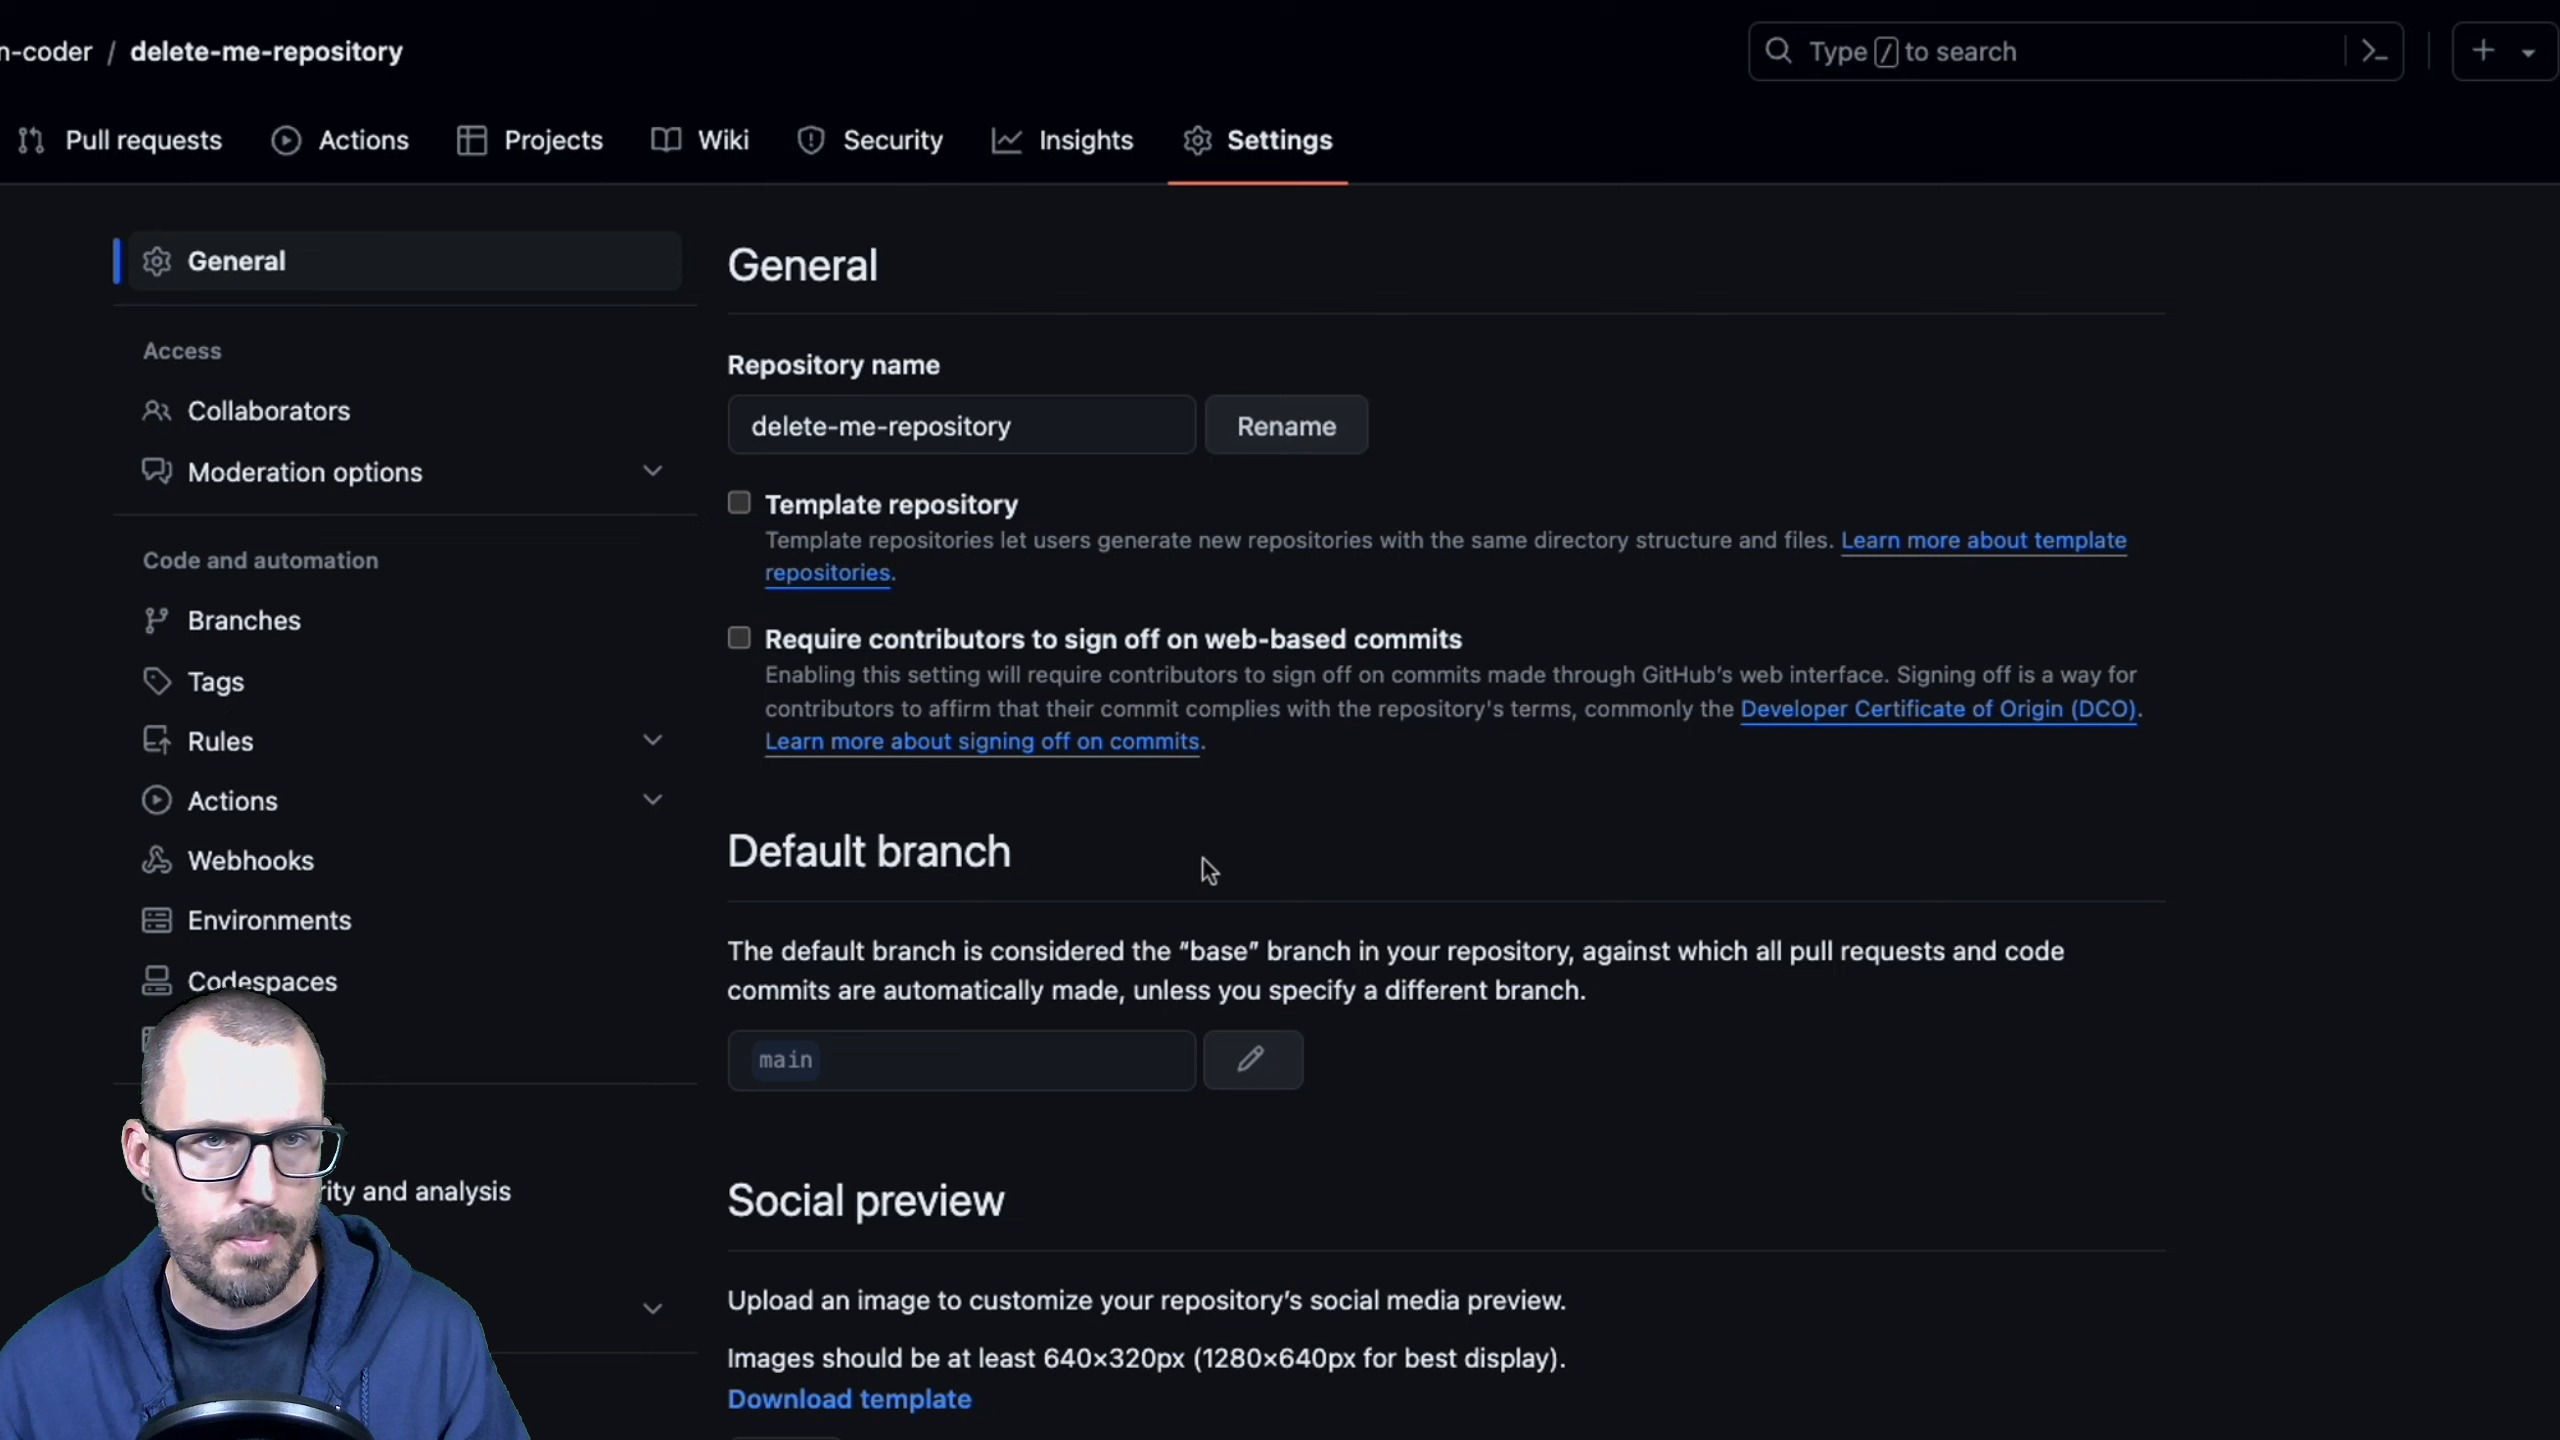 n-coder / delete-me-repository
Type / to search
Pull requests
Actions
Projects
Wiki
Security
Insights
Settings
General
Access
Collaborators
Moderation options
Code and automation
Branches
Tags
Rules
Actions
Webhooks
Environments
Codespaces
rity and analysis
General
Repository name
delete-me-repository
Rename
Template repository
Template repositories let users generate new repositories with the same directory structure and files. Learn more about template
repositories.
Require contributors to sign off on web-based commits
Enabling this setting will require contributors to sign off on commits made through GitHub’s web interface. Signing off is a way for
contributors to affirm that their commit complies with the repository's terms, commonly the Developer Certificate of Origin (DCO).
Learn more about signing off on commits.
Default branch
The default branch is considered the “base” branch in your repository, against which all pull requests and code
commits are automatically made, unless you specify a different branch.
main
Social preview
Upload an image to customize your repository’s social media preview.
Images should be at least 640×320px (1280×640px for best display).
Download template